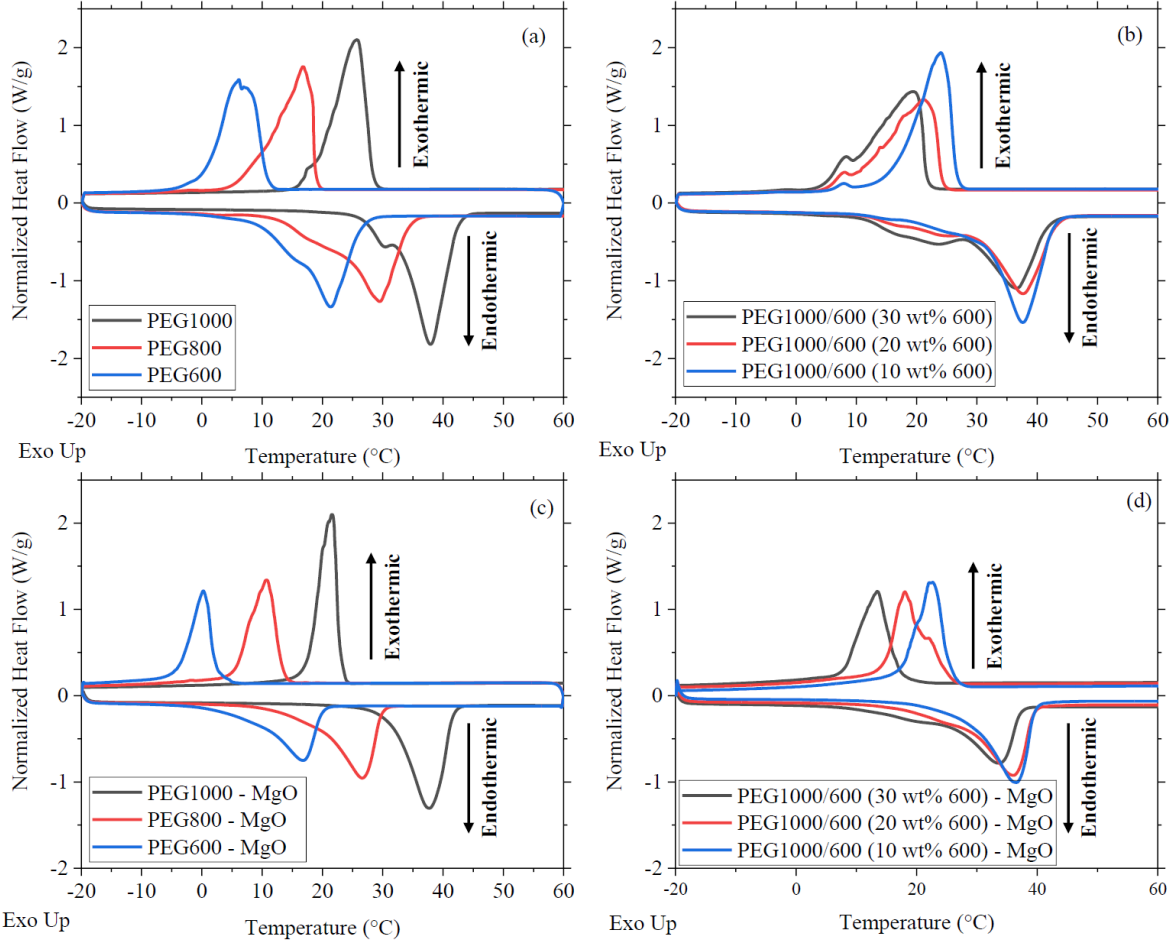 (a)
Normalized Heat Flow (W/g)
2
1
0
-1
-2
Exothermic
Endothermic
PEG1000
PEG800
PEG600
-20 -10 0 10 20 30 40 50 60
Exo Up
Temperature (°C)
(b)
Normalized Heat Flow (W/g)
2
1
0
-1
-2
Exothermic
Endothermic
PEG1000/600 (30 wt% 600)
PEG1000/600 (20 wt% 600)
PEG1000/600 (10 wt% 600)
-20 -10 0 10 20 30 40 50 60
Exo Up
Temperature (°C)
(c)
Normalized Heat Flow (W/g)
2
1
0
-1
-2
Exothermic
Endothermic
PEG1000 - MgO
PEG800 - MgO
PEG600 - MgO
-20 -10 0 10 20 30 40 50 60
Exo Up
Temperature (°C)
(d)
Normalized Heat Flow (W/g)
2
1
0
-1
-2
Exothermic
Endothermic
PEG1000/600 (30 wt% 600) - MgO
PEG1000/600 (20 wt% 600) - MgO
PEG1000/600 (10 wt% 600) - MgO
-20 0 20 40 60
Exo Up
Temperature (°C)